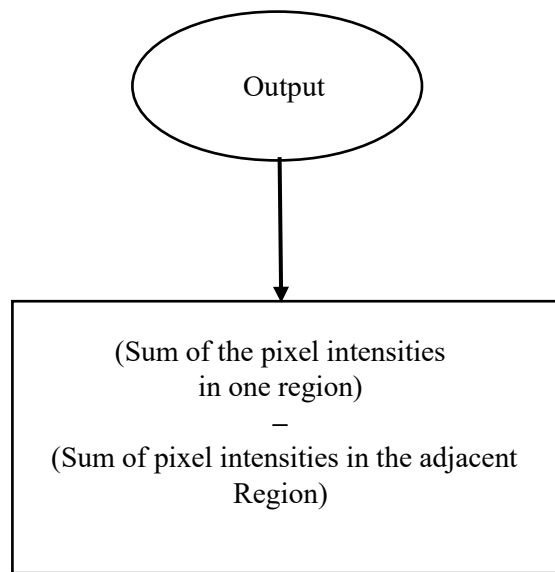 Output
(Sum of the pixel intensities
in one region)
–
(Sum of pixel intensities in the adjacent
Region)